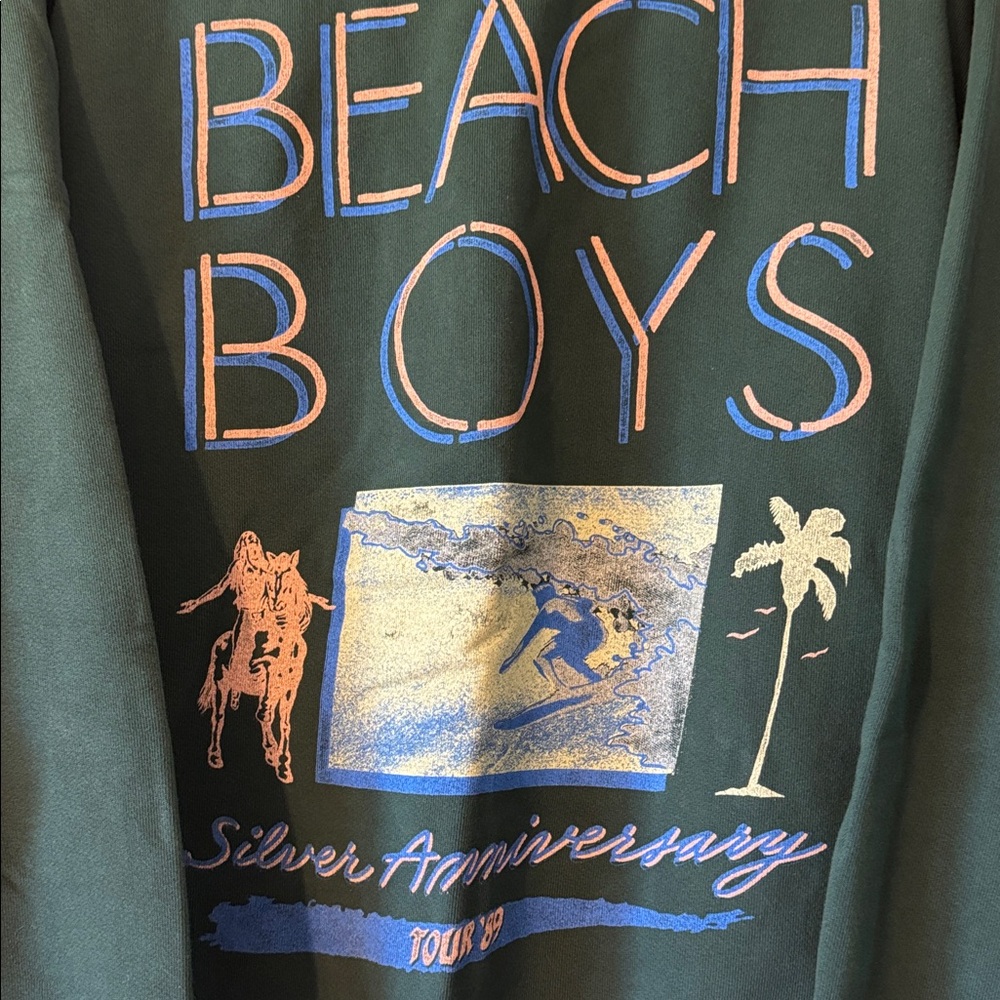 BEACH
BOYS
Silver Anniversary
TOUR '89